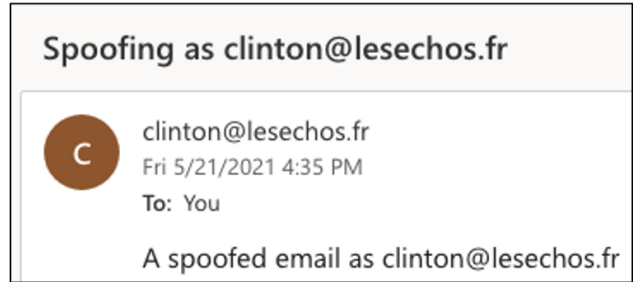 Spoofing as clinton@lesechos.fr
C
clinton@lesechos.fr
Fri 5/21/2021 4:35 PM
To: You
A spoofed email as clinton@lesechos.fr